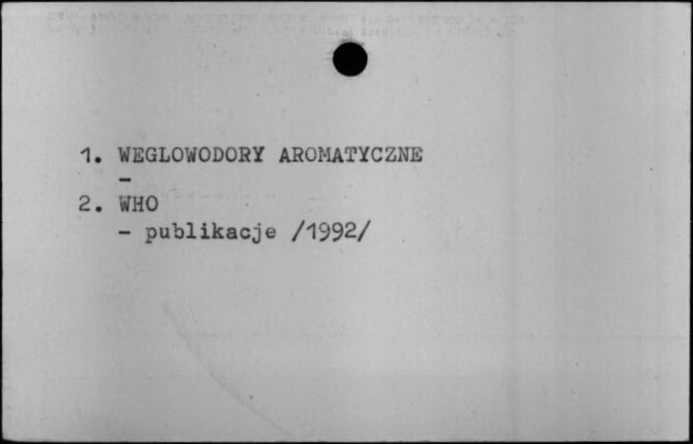 1. WEGLOWODORY AROMATYCZNE
-
2. WHO
- publikacje /1992/